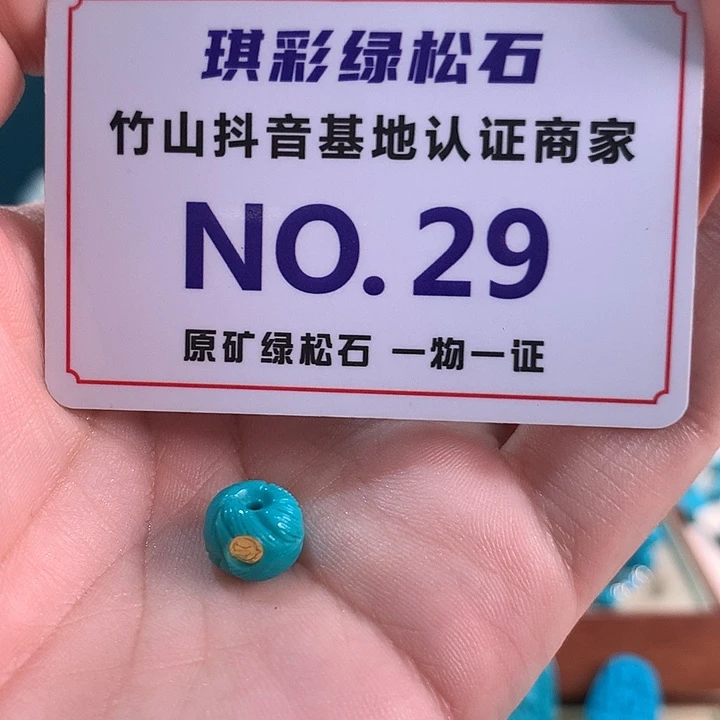 琪彩绿松石
竹山抖音基地认证商家
NO.29
原矿绿松石 一物一证